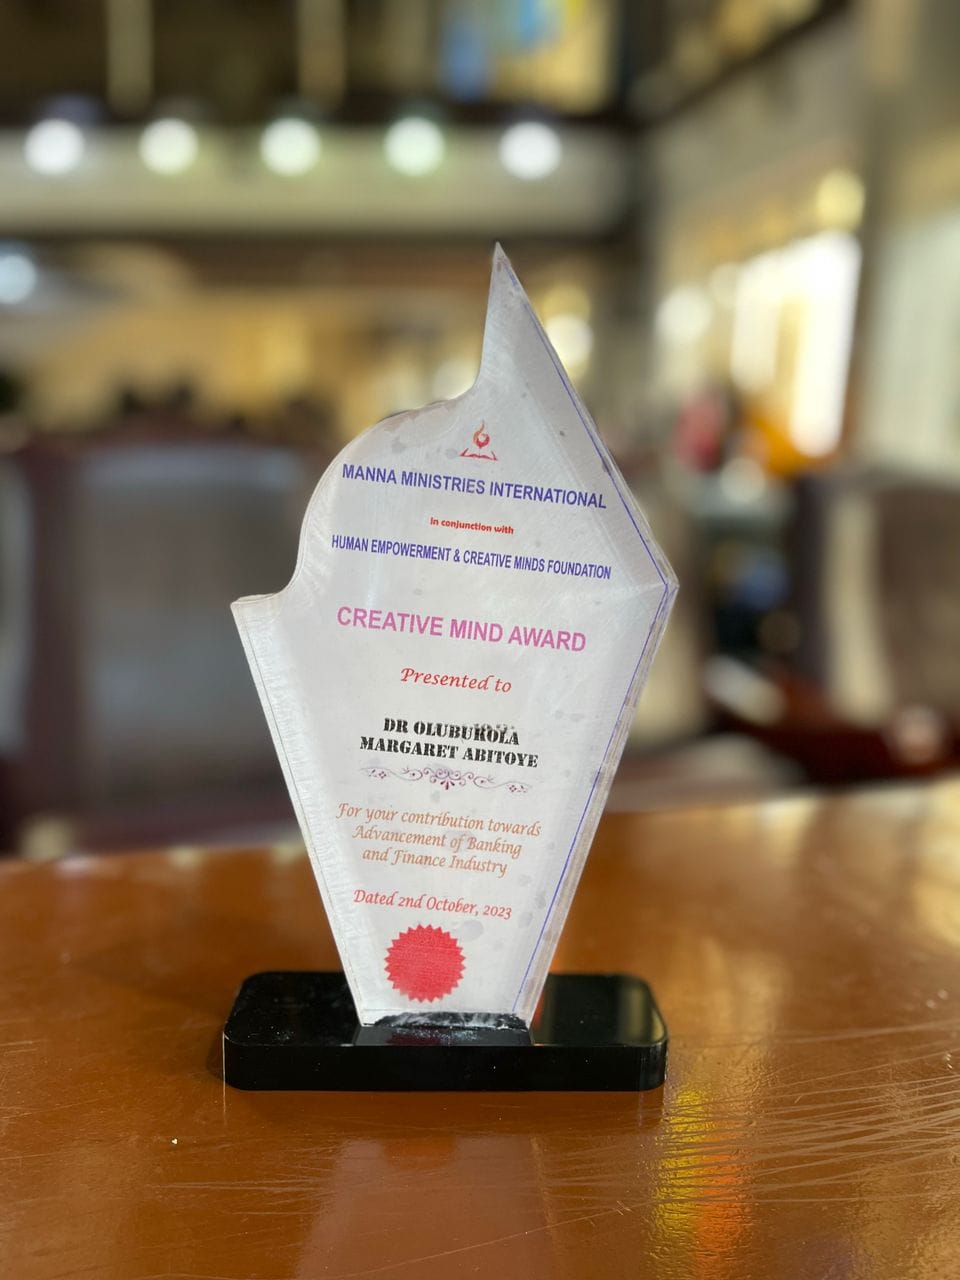 MANNA MINISTRIES INTERNATIONAL
in conjunction with
HUMAN EMPOWERMENT & CREATIVE MINDS FOUNDATION
CREATIVE MIND AWARD
Presented to
DR OLUBUKOLA
MARGARET ABITOYE
For your contribution towards
Advancement of Banking
and Finance Industry
Dated 2nd October, 2023